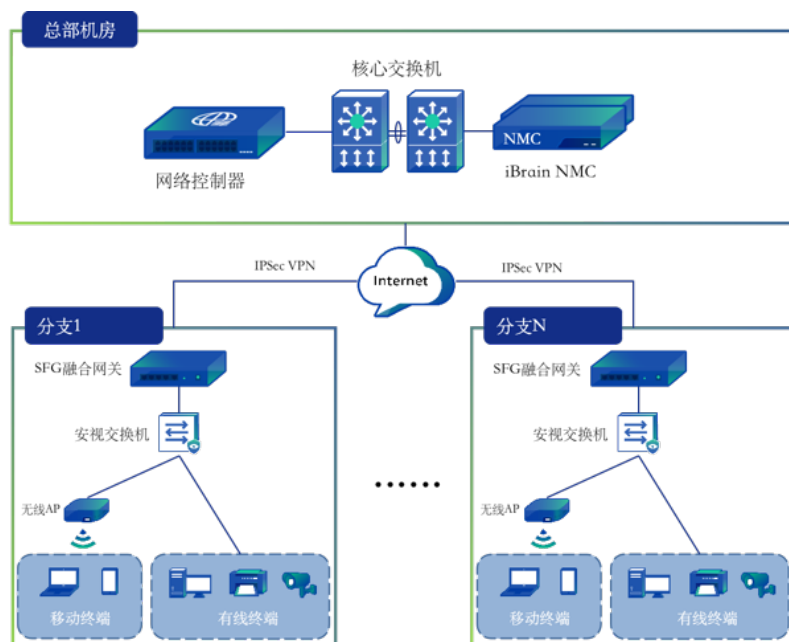 总部机房
核心交换机
网络控制器
NMC
iBrain NMC
IPSec VPN
Internet
IPSec VPN
分支1
SFG融合网关
安视交换机
无线AP
移动终端
有线终端
······
分支N
SFG融合网关
安视交换机
无线AP
移动终端
有线终端